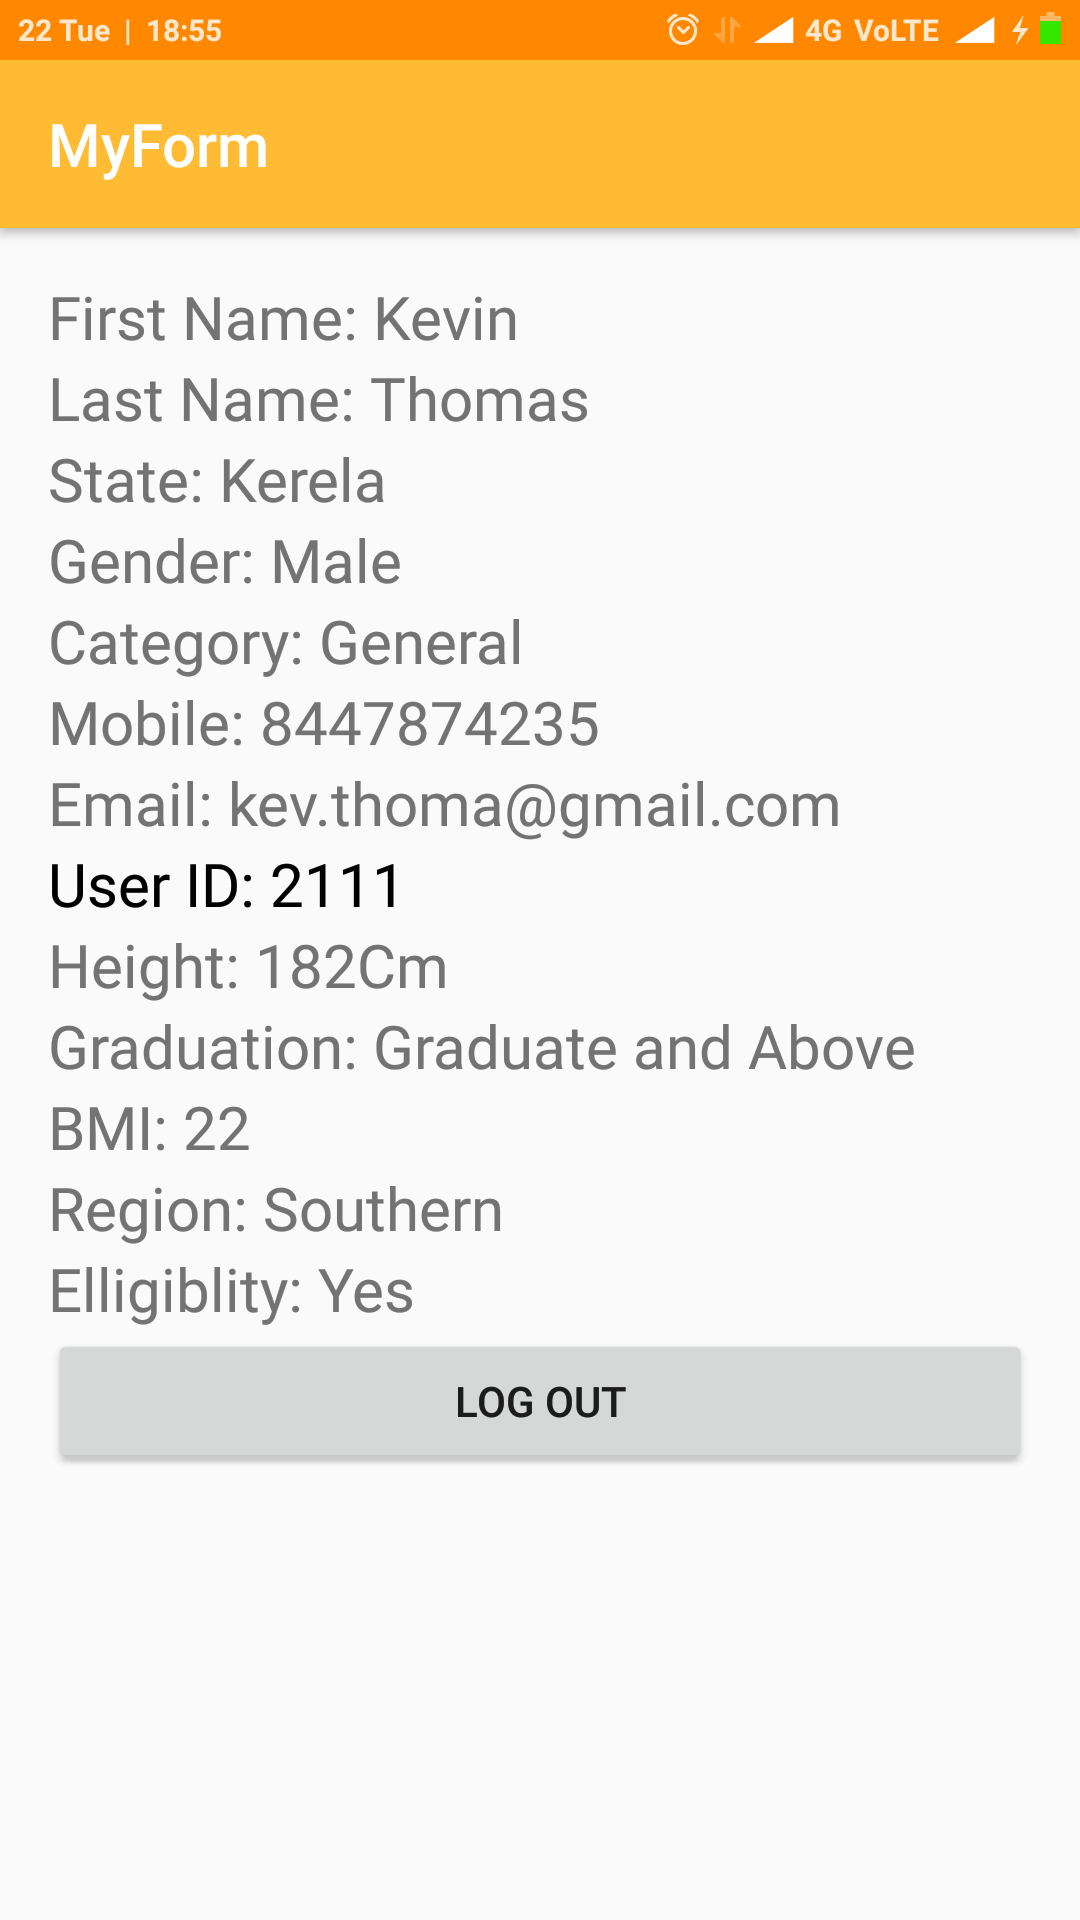 22 Tue | 18:55 4G VoLTE
MyForm
First Name: Kevin
Last Name: Thomas
State: Kerela
Gender: Male
Category: General
Mobile: 8447874235
Email: kev.thoma@gmail.com
User ID: 2111
Height: 182Cm
Graduation: Graduate and Above
BMI: 22
Region: Southern
Elligiblity: Yes
LOG OUT